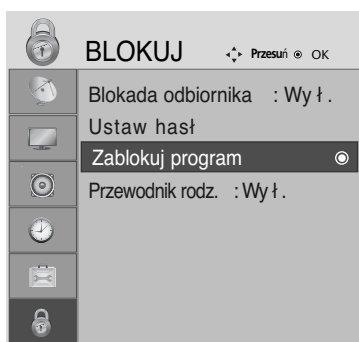 BLOKUJ Przesuń OK
Blokada odbiornika : Wył.
Ustaw hasł
Zablokuj program
Przewodnik rodz. : Wył.